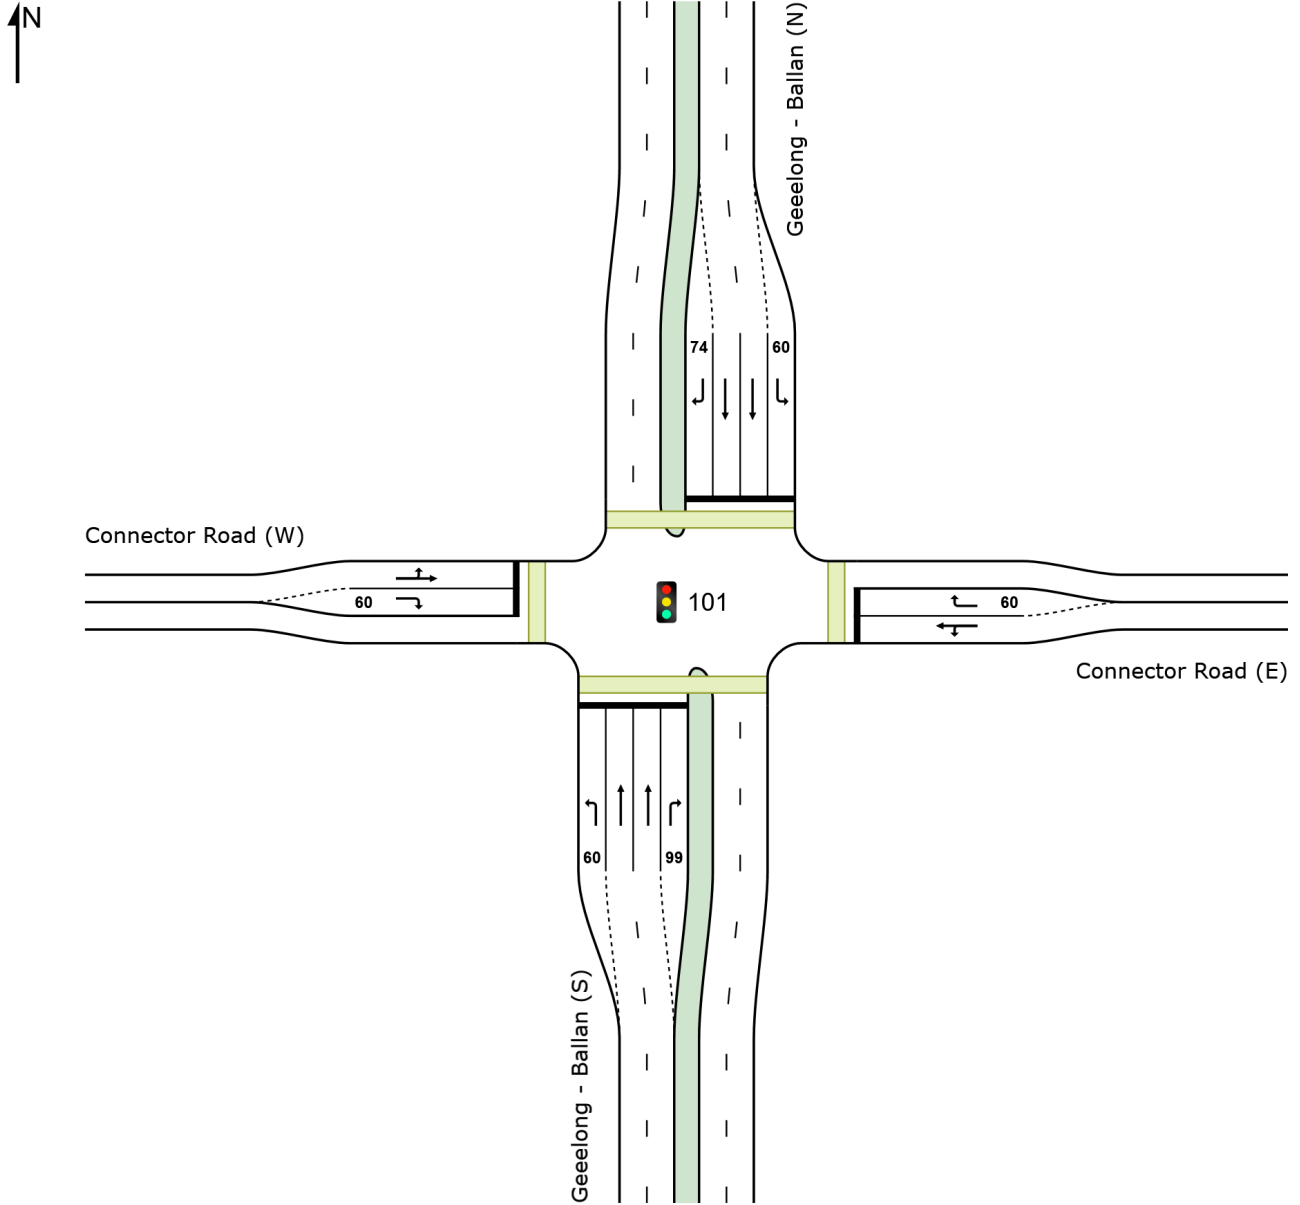 N
Geeelong - Ballan (N)
74
60
Connector Road (W)
60
101
60
Connector Road (E)
60
99
Geeelong - Ballan (S)